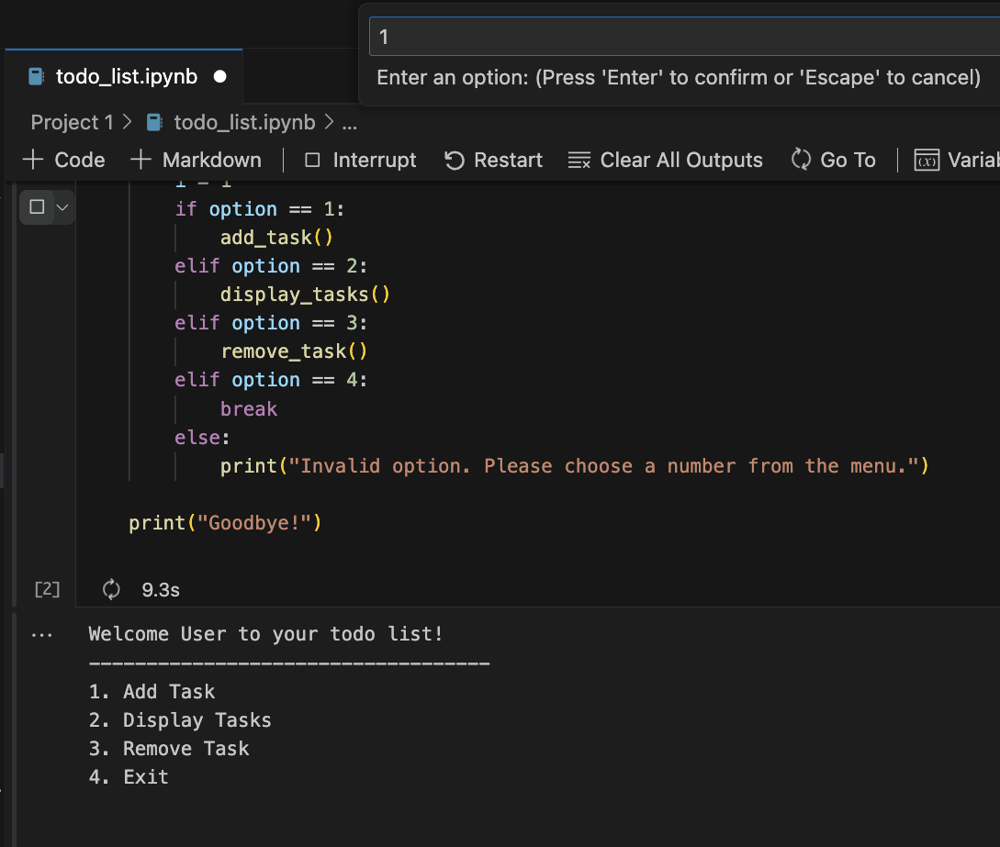 1
Enter an option: (Press 'Enter' to confirm or 'Escape' to cancel)
todo_list.ipynb
Project 1 > todo_list.ipynb > ...
+ Code + Markdown Interrupt Restart Clear All Outputs Go To
if option == 1:
add_task()
elif option == 2:
display_tasks()
elif option == 3:
remove_task()
elif option == 4:
break
else:
print("Invalid option. Please choose a number from the menu.")
print("Goodbye!")
[2] 9.3s
...
Welcome User to your todo list!
-----------------------------------
1. Add Task
2. Display Tasks
3. Remove Task
4. Exit